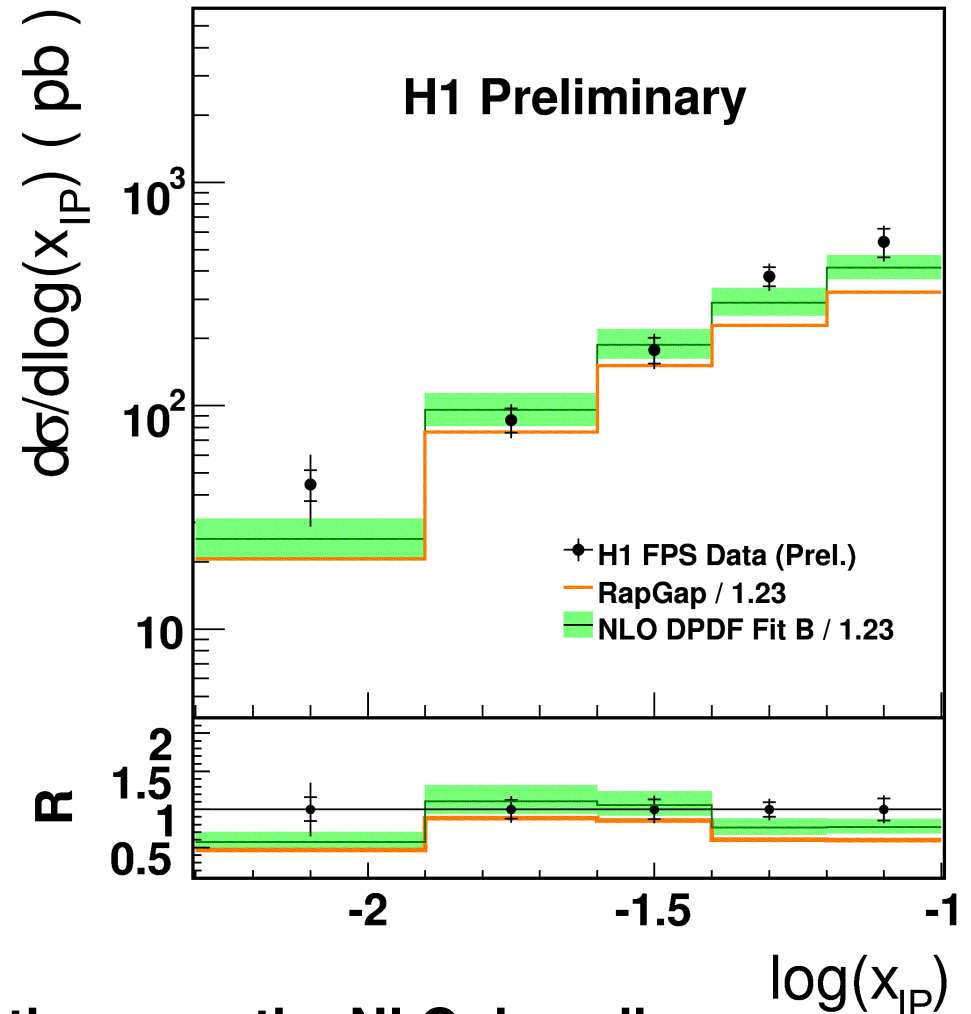 dσ/dlog(x_IP) ( pb )
H1 Preliminary
10^3
10^2
10
H1 FPS Data (Prel.)
RapGap / 1.23
NLO DPDF Fit B / 1.23
R
2
1.5
1
0.5
-2
-1.5
-1
log(x_IP)